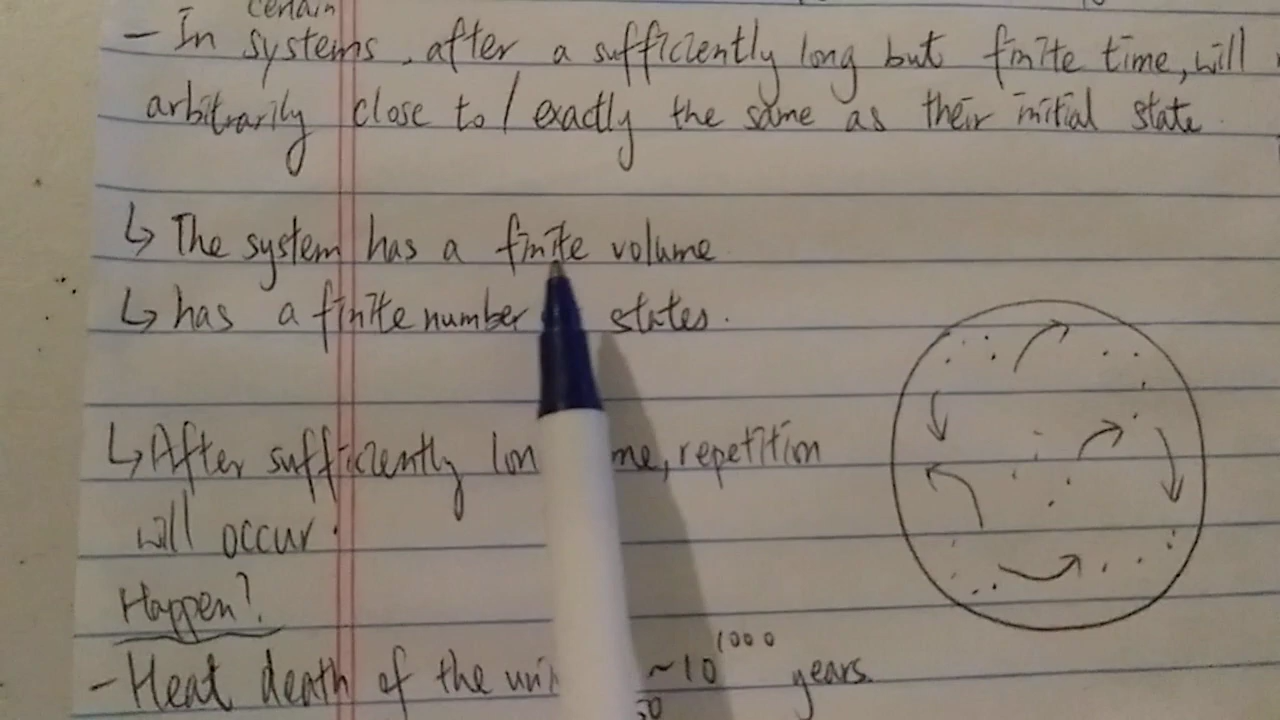 certain
- In systems, after a sufficiently long but finite time, will
arbitrarily close to / exactly the same as their initial state.
↳ The system has a finite volume.
↳ has a finite number states.
↳ After sufficiently lon me, repetition
will occur.
Happen?
- Heat death of the uni ~10^1000 years.